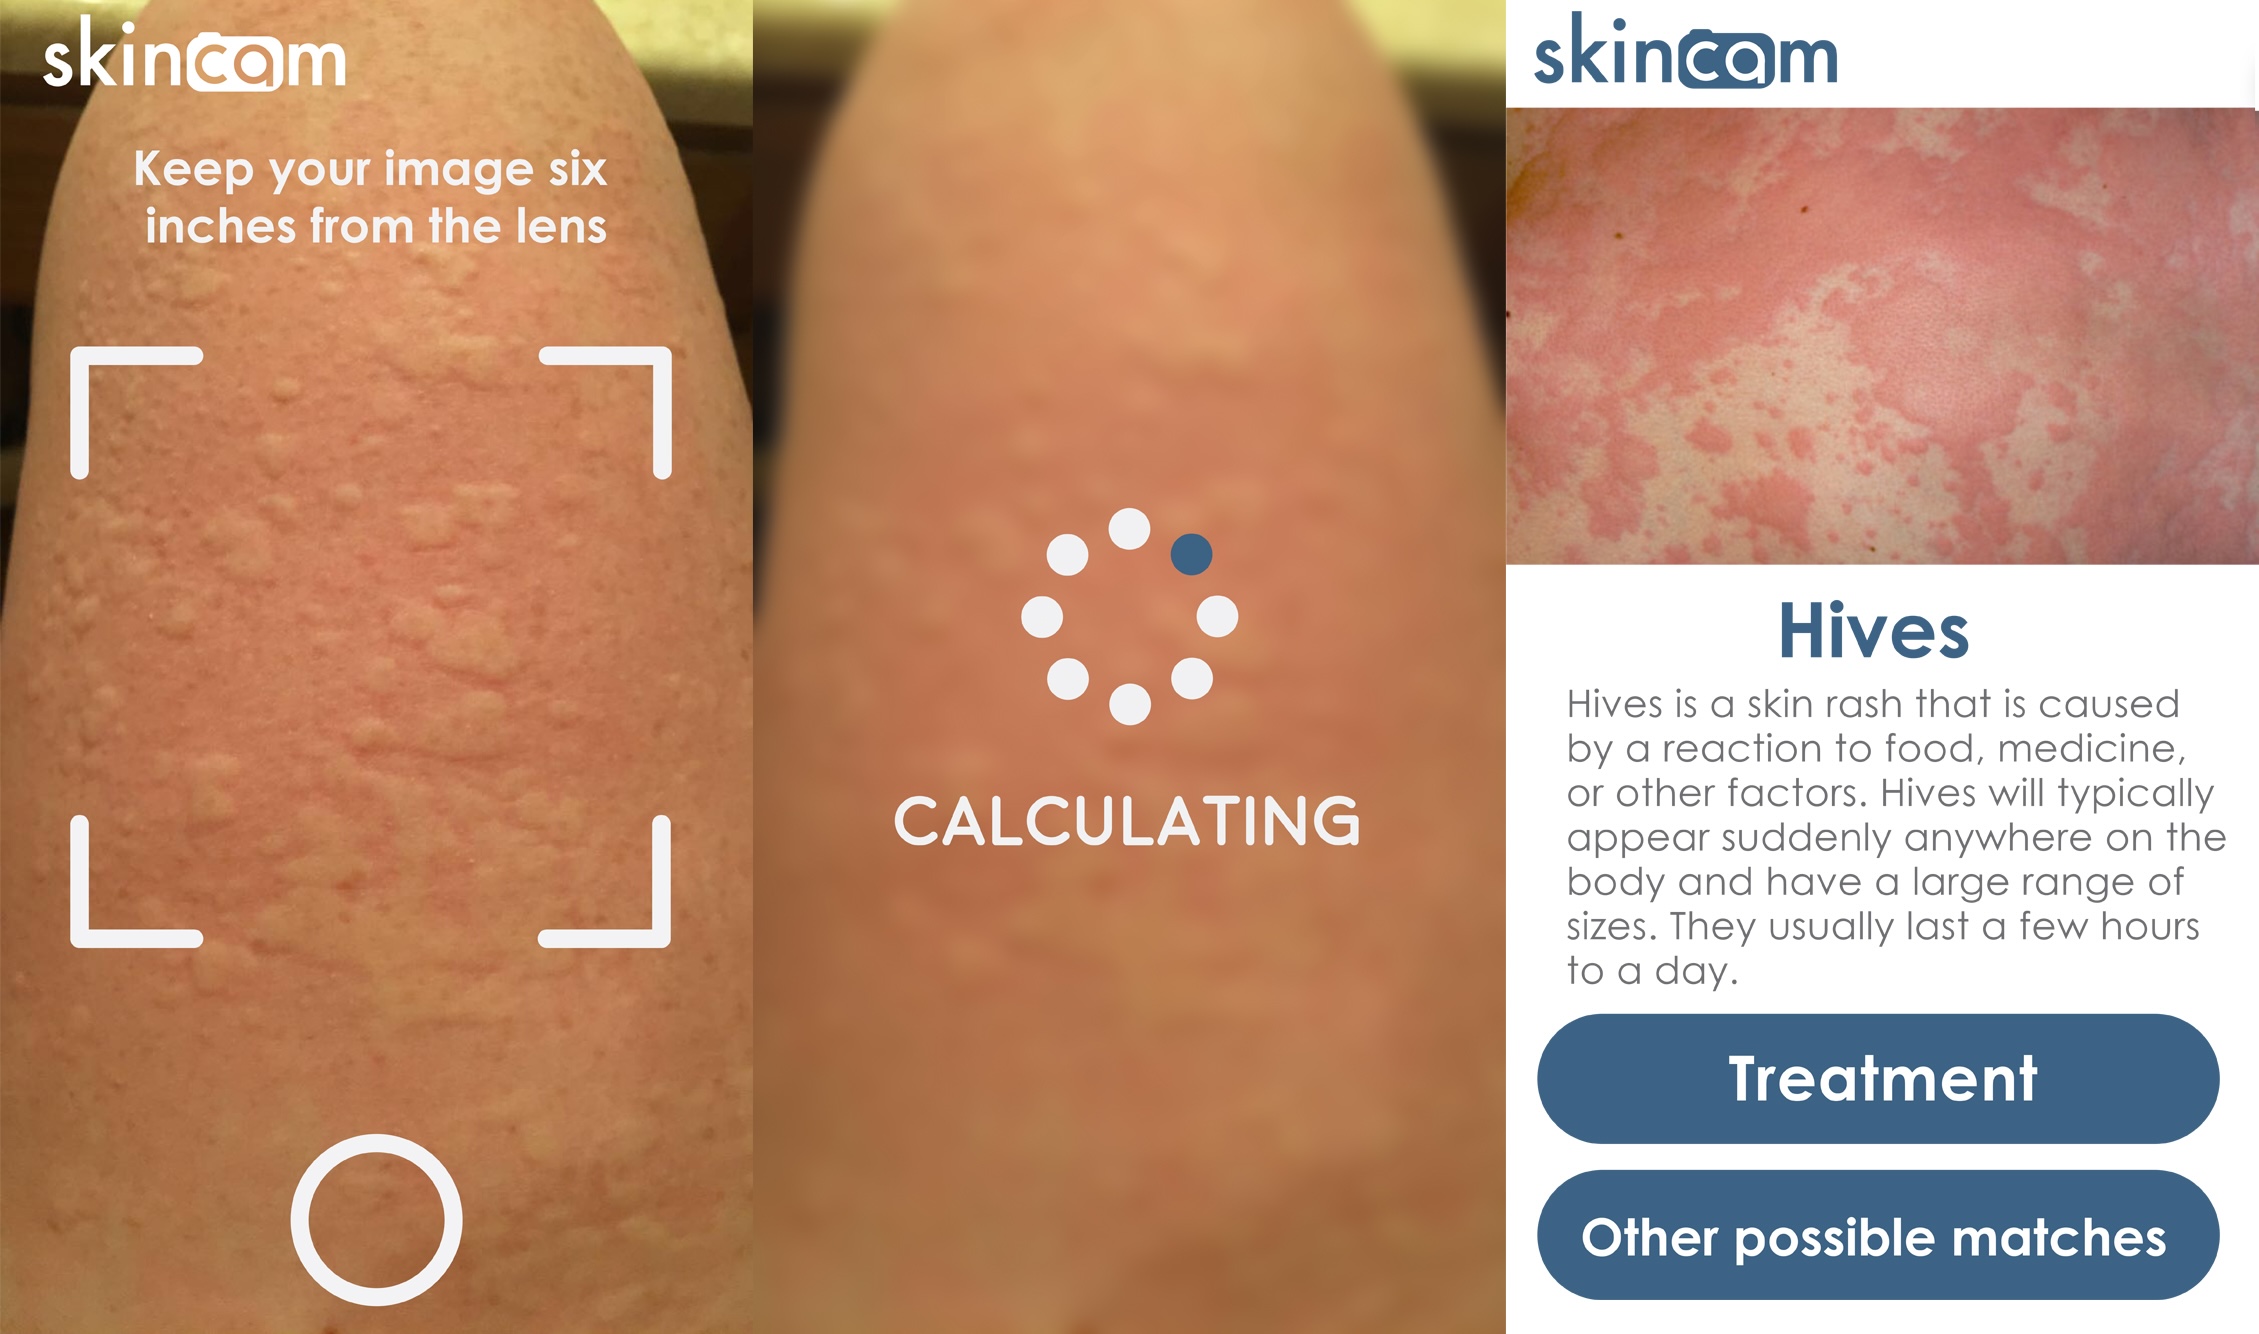 skincam
Keep your image six
inches from the lens
CALCULATING
skincam
Hives
Hives is a skin rash that is caused
by a reaction to food, medicine,
or other factors. Hives will typically
appear suddenly anywhere on the
body and have a large range of
sizes. They usually last a few hours
to a day.
Treatment
Other possible matches